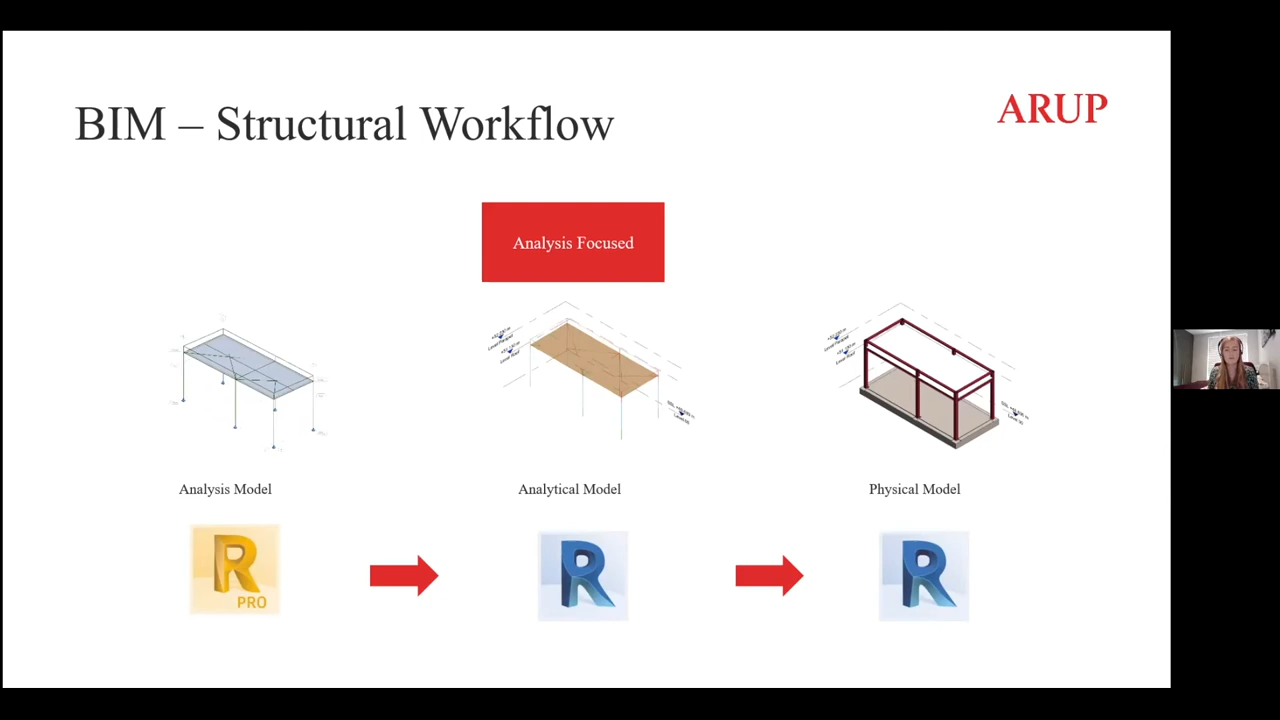 BIM – Structural Workflow
ARUP
Analysis Focused
Analysis Model
Analytical Model
Physical Model
R
PRO
R
R